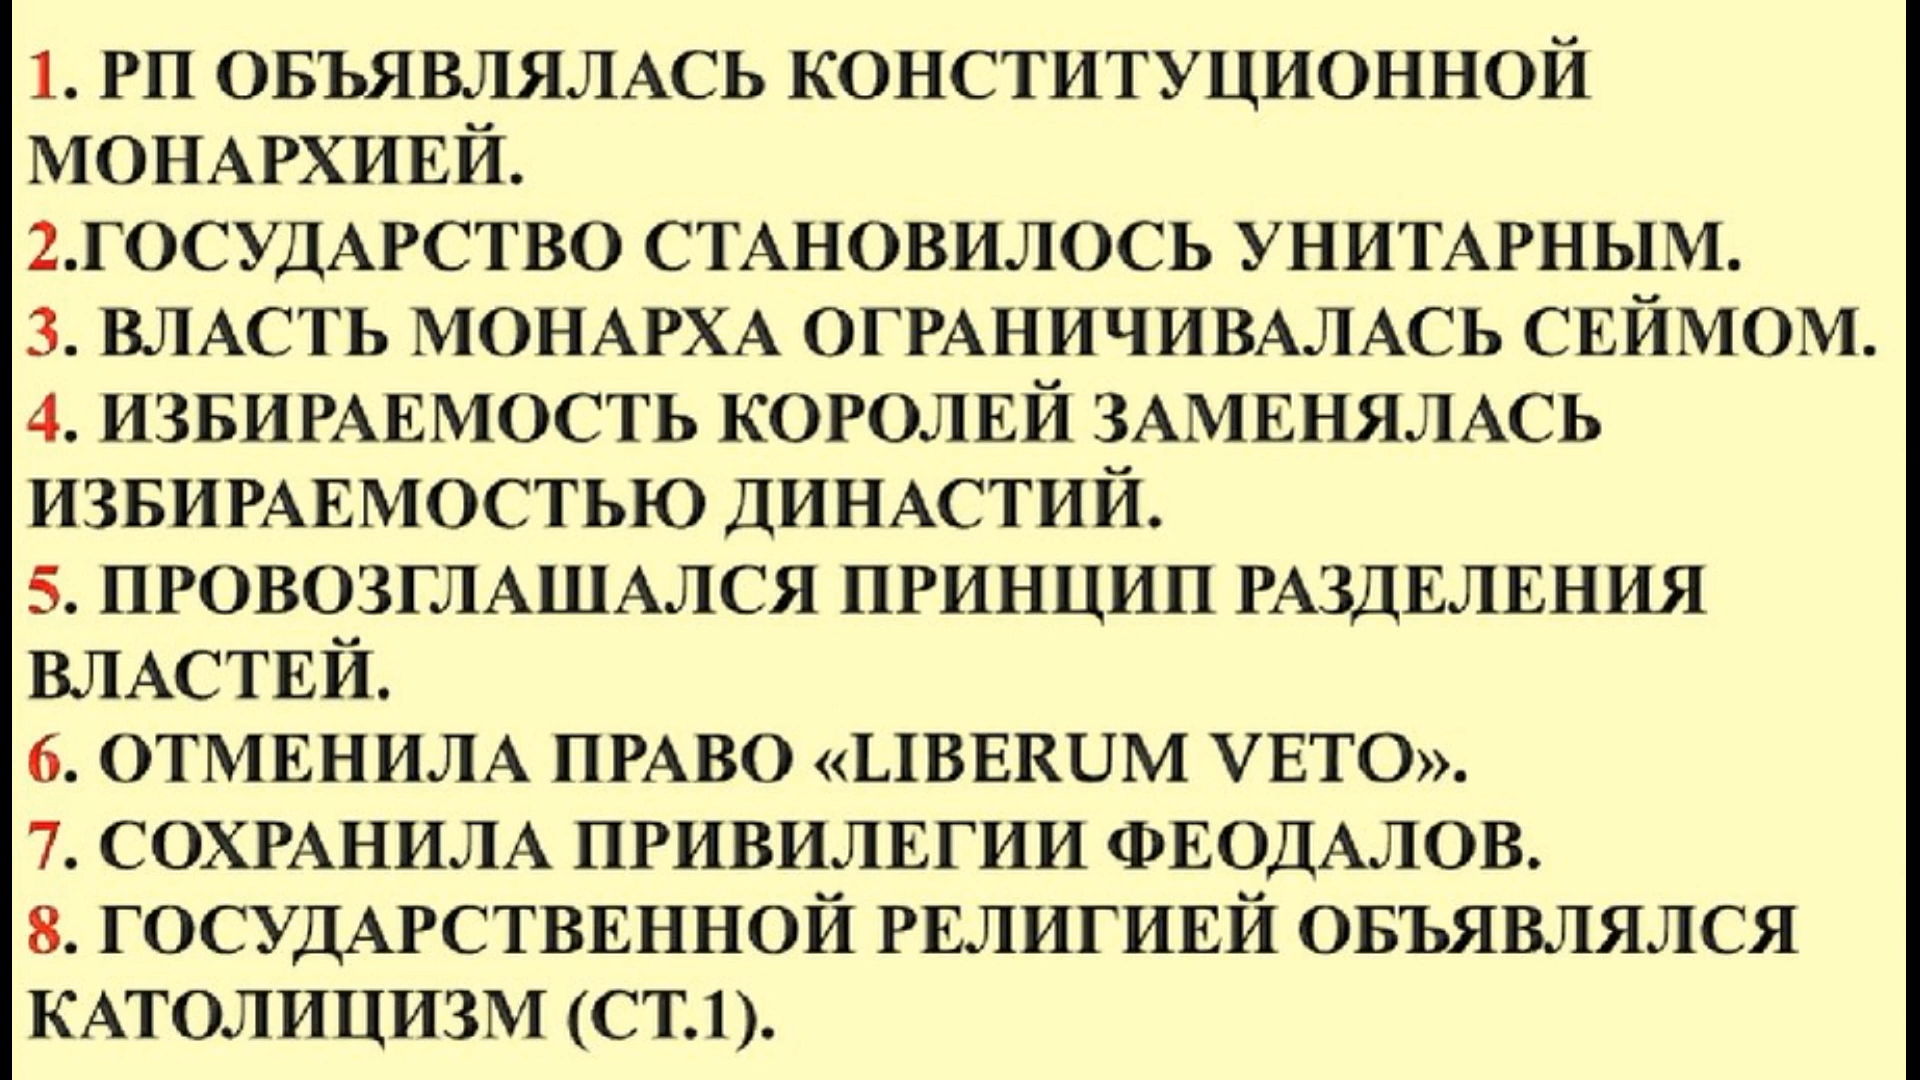 1. РП ОБЪЯВЛЯЛАСЬ КОНСТИТУЦИОННОЙ
МОНАРХИЕЙ.
2.ГОСУДАРСТВО СТАНОВИЛОСЬ УНИТАРНЫМ.
3. ВЛАСТЬ МОНАРХА ОГРАНИЧИВАЛАСЬ СЕЙМОМ.
4. ИЗБИРАЕМОСТЬ КОРОЛЕЙ ЗАМЕНЯЛАСЬ
ИЗБИРАЕМОСТЬЮ ДИНАСТИЙ.
5. ПРОВОЗГЛАШАЛСЯ ПРИНЦИП РАЗДЕЛЕНИЯ
ВЛАСТЕЙ.
6. ОТМЕНИЛА ПРАВО «LIBERUM VETO».
7. СОХРАНИЛА ПРИВИЛЕГИИ ФЕОДАЛОВ.
8. ГОСУДАРСТВЕННОЙ РЕЛИГИЕЙ ОБЪЯВЛЯЛСЯ
КАТОЛИЦИЗМ (СТ.1).